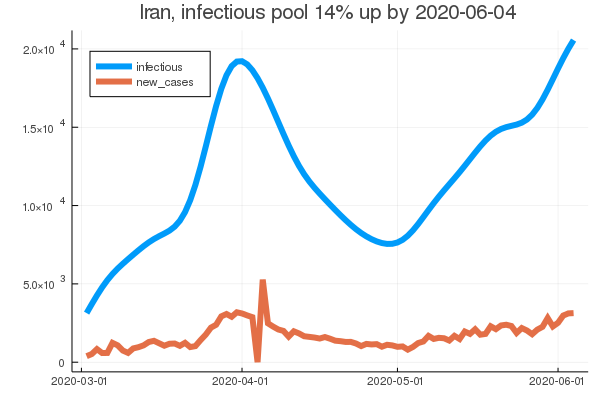 Iran, infectious pool 14% up by 2020-06-04
2.0×10⁴
infectious
new_cases
1.5×10⁴
1.0×10⁴
5.0×10³
0
2020-03-01 2020-04-01 2020-05-01 2020-06-01